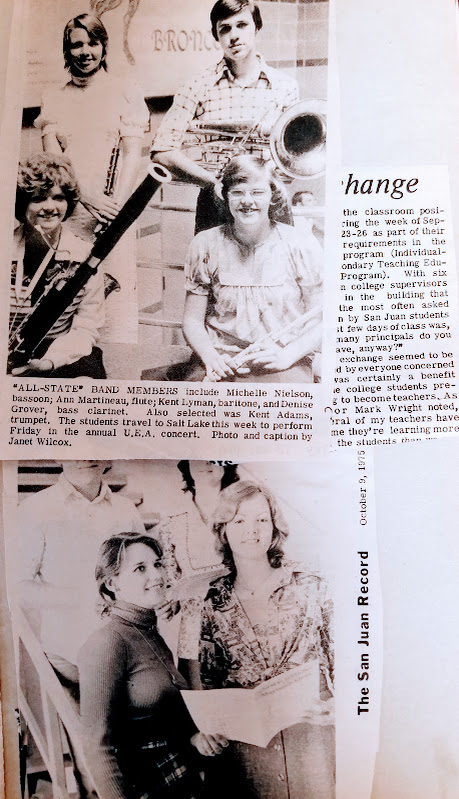 BRONC
"ALL-STATE" BAND MEMBERS include Michelle Nielson,
bassoon; Ann Martineau, flute; Kent Lyman, baritone, and Denise
Grover, bass clarinet. Also selected was Kent Adams,
trumpet. The students travel to Salt Lake this week to perform
Friday in the annual U.E.A. concert. Photo and caption by
Janet Wilcox.
hange
the classroom posi-
ring the week of Sep-
23-26 as part of their
requirements in the
program (Individual-
ondary Teaching Edu-
Program). With six
n college supervisors
in the building that
the most often asked
n by San Juan students
t few days of class was,
many principals do you
ave, anyway?"
exchange seemed to be
d by everyone concerned
was certainly a benefit
e college students pre-
g to become teachers. As
or Mark Wright noted,
ral of my teachers have
me they're learning more
the students than
The San Juan Record
October 9, 1975